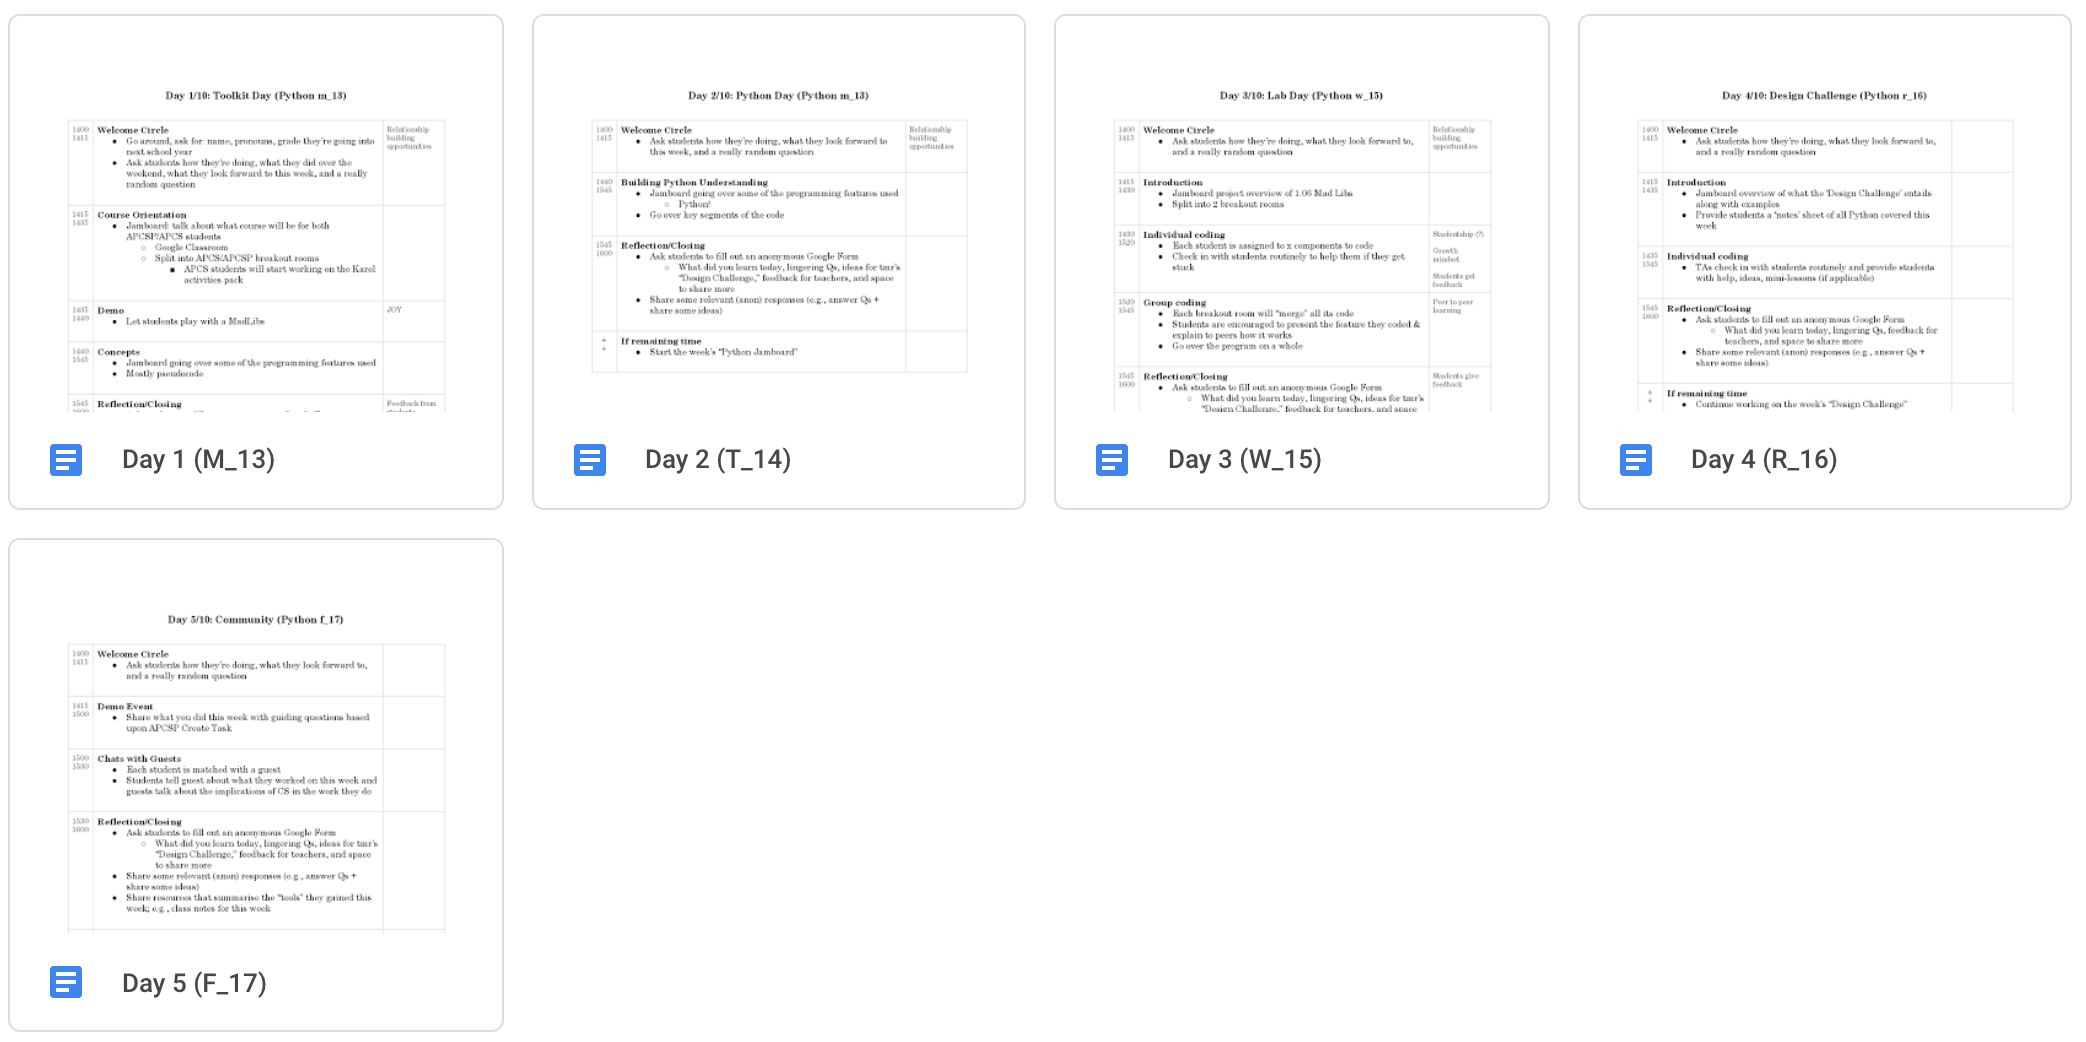 Day 1/10: Toolkit Day (Python m_13)
1400
1415
Welcome Circle
● Go around, ask for: name, pronouns, grade they're going into
next school year
● Ask students how they're doing, what they did over the
weekend, what they look forward to this week, and a really
random question
Relationship
building
opportunities
1415
1435
Course Orientation
● Jamboard: talk about what course will be for both
APCSP/APCS students
○ Google Classroom
○ Split into APCS/APCSP breakout rooms
■ APCS students will start working on the Karel
activities pack
1435
1440
Demo
● Let students play with a MadLibs
JOY
1440
1545
Concepts
● Jamboard going over some of the programming features used
● Mostly pseudocode
1545
Reflection/Closing
Feedback from
Day 1 (M_13)
Day 2/10: Python Day (Python m_13)
1400
1415
Welcome Circle
● Ask students how they're doing, what they look forward to
this week, and a really random question
Relationship
building
opportunities
1440
1545
Building Python Understanding
● Jamboard going over some of the programming features used
○ Python!
● Go over key segments of the code
1545
1600
Reflection/Closing
● Ask students to fill out an anonymous Google Form
○ What did you learn today, lingering Qs, ideas for tmr's
"Design Challenge," feedback for teachers, and space
to share more
● Share some relevant (anon) responses (e.g., answer Qs +
share some ideas)
+
+
If remaining time
● Start the week's "Python Jamboard"
Day 2 (T_14)
Day 3/10: Lab Day (Python w_15)
1400
1415
Welcome Circle
● Ask students how they're doing, what they look forward to,
and a really random question
Relationship
building
opportunities
1415
1430
Introduction
● Jamboard project overview of 1.06 Mad Libs
● Split into 2 breakout rooms
1430
1520
Individual coding
● Each student is assigned to x components to code
● Check in with students routinely to help them if they get
stuck
Studentship (?)
Growth
mindset
Students get
feedback
1520
1545
Group coding
● Each breakout room will "merge" all its code
● Students are encouraged to present the feature they coded &
explain to peers how it works
● Go over the program on a whole
Peer to peer
learning
1545
1600
Reflection/Closing
● Ask students to fill out an anonymous Google Form
○ What did you learn today, lingering Qs, ideas for tmr's
"Design Challenge," feedback for teachers, and space
Students give
feedback
Day 3 (W_15)
Day 4/10: Design Challenge (Python r_16)
1400
1415
Welcome Circle
● Ask students how they're doing, what they look forward to,
and a really random question
1415
1435
Introduction
● Jamboard overview of what the 'Design Challenge' entails
along with examples
● Provide students a 'notes' sheet of all Python covered this
week
1435
1545
Individual coding
● TAs check in with students routinely and provide students
with help, ideas, mini-lessons (if applicable)
1545
1600
Reflection/Closing
● Ask students to fill out an anonymous Google Form
○ What did you learn today, lingering Qs, feedback for
teachers, and space to share more
● Share some relevant (anon) responses (e.g., answer Qs +
share some ideas)
+
+
If remaining time
● Continue working on the week's "Design Challenge"
Day 4 (R_16)
Day 5/10: Community (Python f_17)
1400
1415
Welcome Circle
● Ask students how they're doing, what they look forward to,
and a really random question
1415
1500
Demo Event
● Share what you did this week with guiding questions based
upon APCSP Create Task
1500
1530
Chats with Guests
● Each student is matched with a guest
● Students tell guest about what they worked on this week and
guests talk about the implications of CS in the work they do
1530
1600
Reflection/Closing
● Ask students to fill out an anonymous Google Form
○ What did you learn today, lingering Qs, ideas for tmr's
"Design Challenge," feedback for teachers, and space
to share more
● Share some relevant (anon) responses (e.g., answer Qs +
share some ideas)
● Share resources that summarise the "tools" they gained this
week; e.g., class notes for this week
Day 5 (F_17)